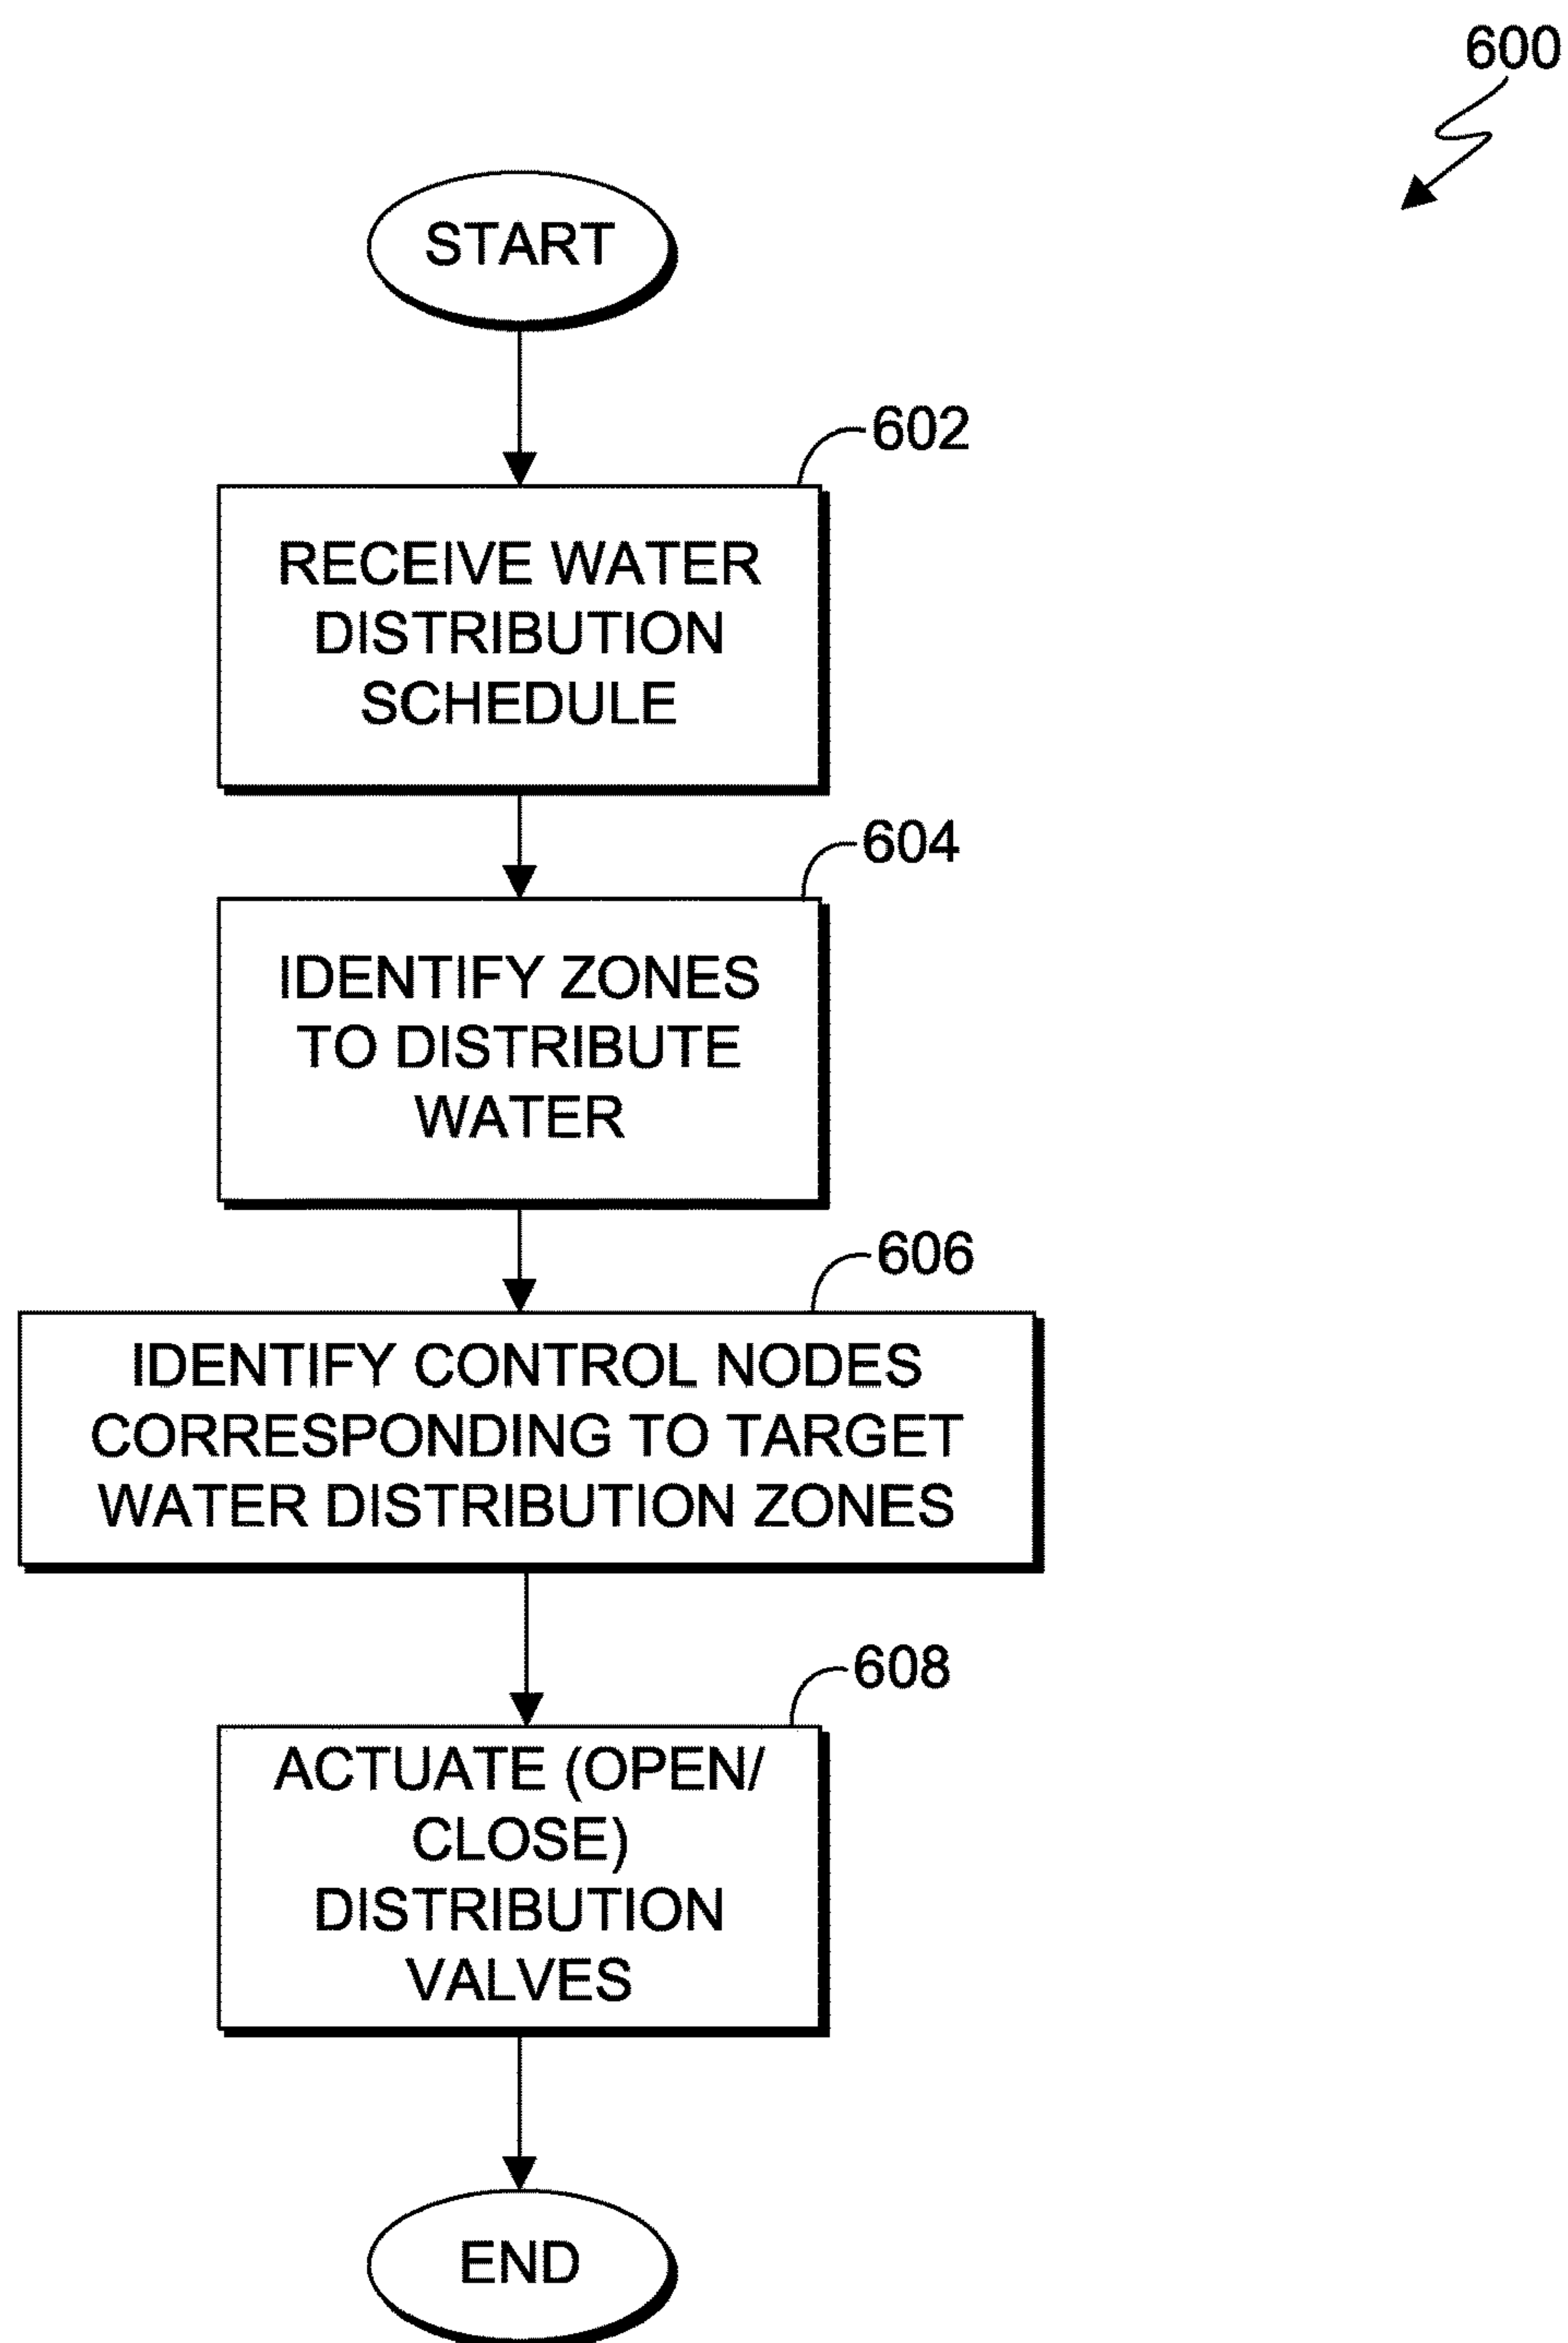 600
START
602
RECEIVE WATER
DISTRIBUTION
SCHEDULE
604
IDENTIFY ZONES
TO DISTRIBUTE
WATER
606
IDENTIFY CONTROL NODES
CORRESPONDING TO TARGET
WATER DISTRIBUTION ZONES
608
ACTUATE (OPEN/
CLOSE)
DISTRIBUTION
VALVES
END